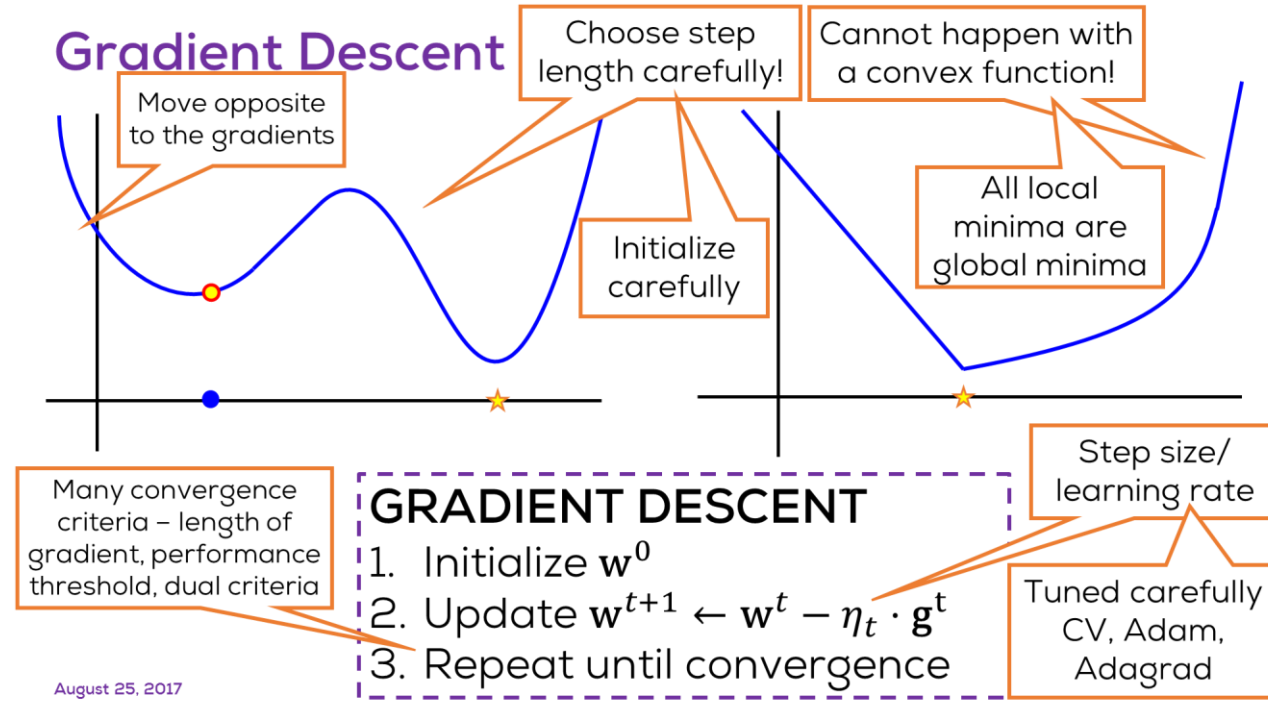 Gradient Descent
Choose step
length carefully!
Cannot happen with
a convex function!
Move opposite
to the gradients
All local
minima are
global minima
Initialize
carefully
Step size/
learning rate
Many convergence
criteria – length of
gradient, performance
threshold, dual criteria
GRADIENT DESCENT
1. Initialize w⁰
2. Update wᵗ⁺¹ ← wᵗ − ηₜ · gᵗ
3. Repeat until convergence
Tuned carefully
CV, Adam,
Adagrad
August 25, 2017